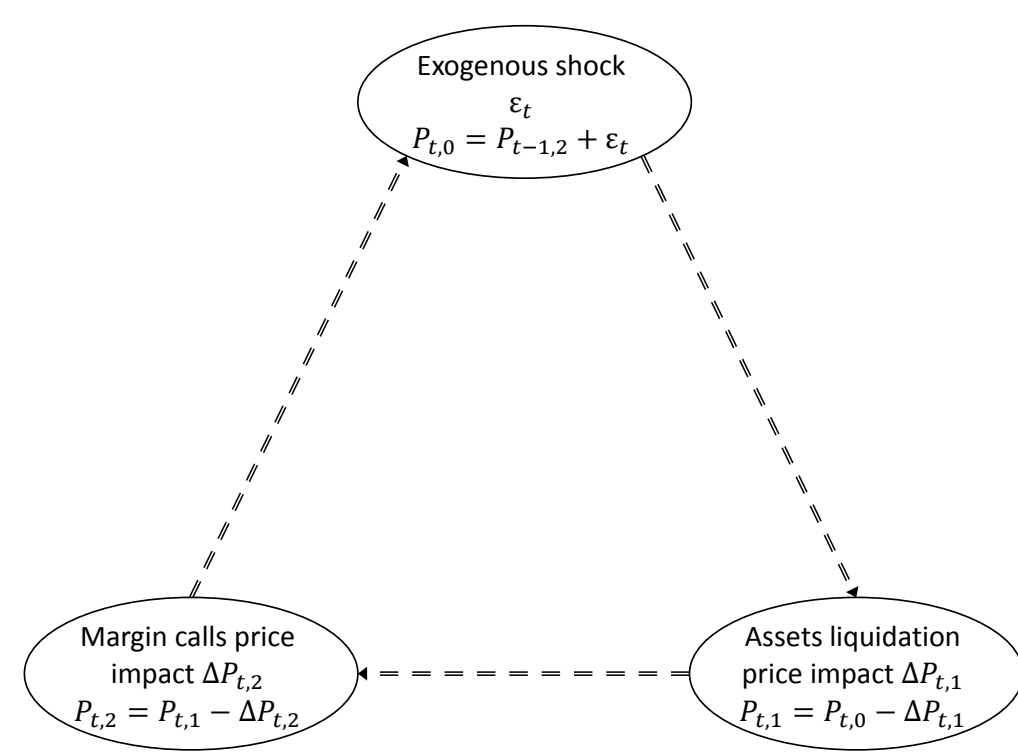 Exogenous shock
ε𝑡
𝑃𝑡,0 = 𝑃𝑡−1,2 + ε𝑡
Margin calls price
impact Δ𝑃𝑡,2
𝑃𝑡,2 = 𝑃𝑡,1 − Δ𝑃𝑡,2
Assets liquidation
price impact Δ𝑃𝑡,1
𝑃𝑡,1 = 𝑃𝑡,0 − Δ𝑃𝑡,1